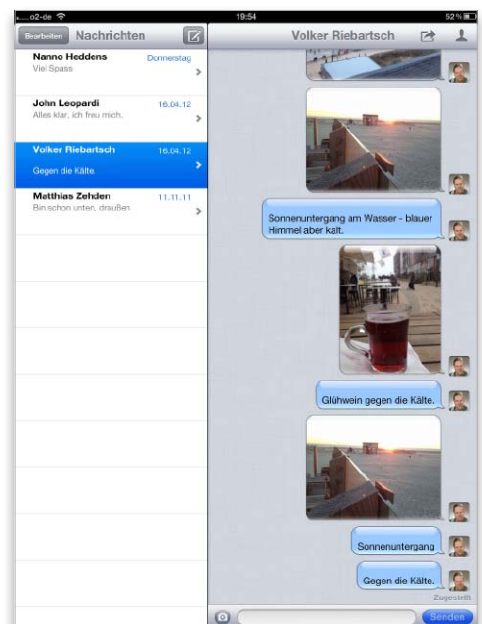 o2-de
19:54
52 %
Bearbeiten
Nachrichten
Nanno Heddens
Donnerstag
Viel Spass
John Leopardi
16.04.12
Alles klar, ich freu mich.
Volker Riebartsch
16.04.12
Gegen die Kälte.
Matthias Zehden
11.11.11
Bin schon unter, draußen
Volker Riebartsch
Sonnenuntergang am Wasser - blauer
Himmel aber kalt.
Glühwein gegen die Kälte.
Sonnenuntergang
Gegen die Kälte.
Zugestellt
Senden